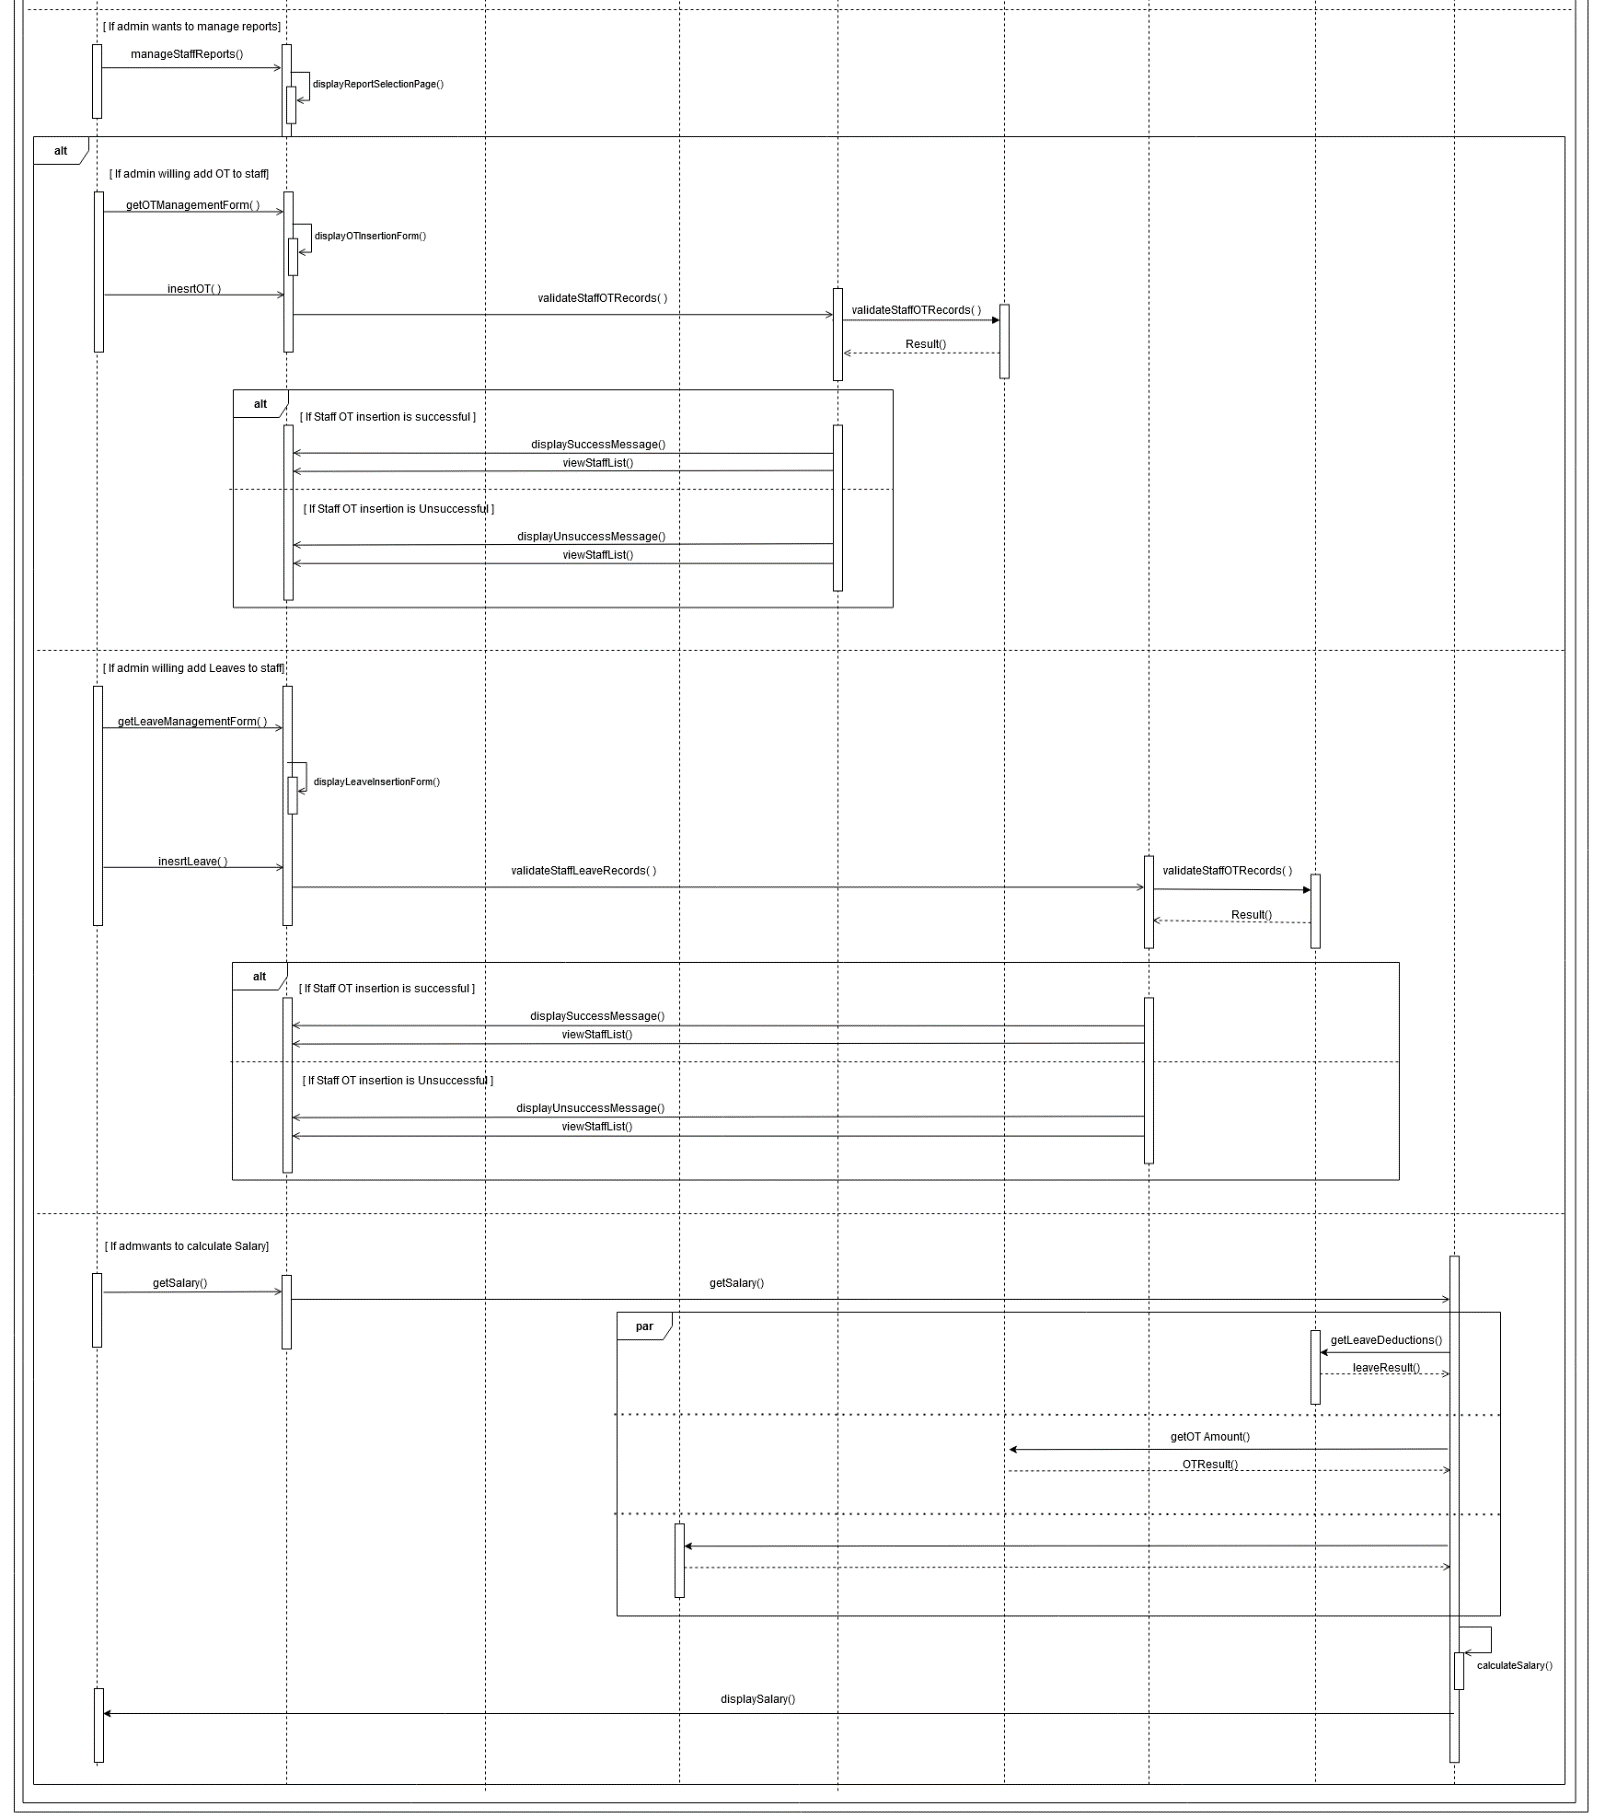 [ If admin wants to manage reports]
manageStaffReports()
displayReportSelectionPage()
alt
[ If admin willing add OT to staff]
getOTManagementForm( )
displayOTInsertionForm()
inesrtOT( )
validateStaffOTRecords( )
validateStaffOTRecords( )
Result()
alt
[ If Staff OT insertion is successful ]
displaySuccessMessage()
viewStaffList()
[ If Staff OT insertion is Unsuccessful ]
displayUnsuccessMessage()
viewStaffList()
[ If admin willing add Leaves to staff]
getLeaveManagementForm( )
displayLeaveInsertionForm()
inesrtLeave( )
validateStaffLeaveRecords( )
validateStaffOTRecords( )
Result()
alt
[ If Staff OT insertion is successful ]
displaySuccessMessage()
viewStaffList()
[ If Staff OT insertion is Unsuccessful ]
displayUnsuccessMessage()
viewStaffList()
[ If admwants to calculate Salary]
getSalary()
getSalary()
par
getLeaveDeductions()
leaveResult()
getOT Amount()
OTResult()
calculateSalary()
displaySalary()